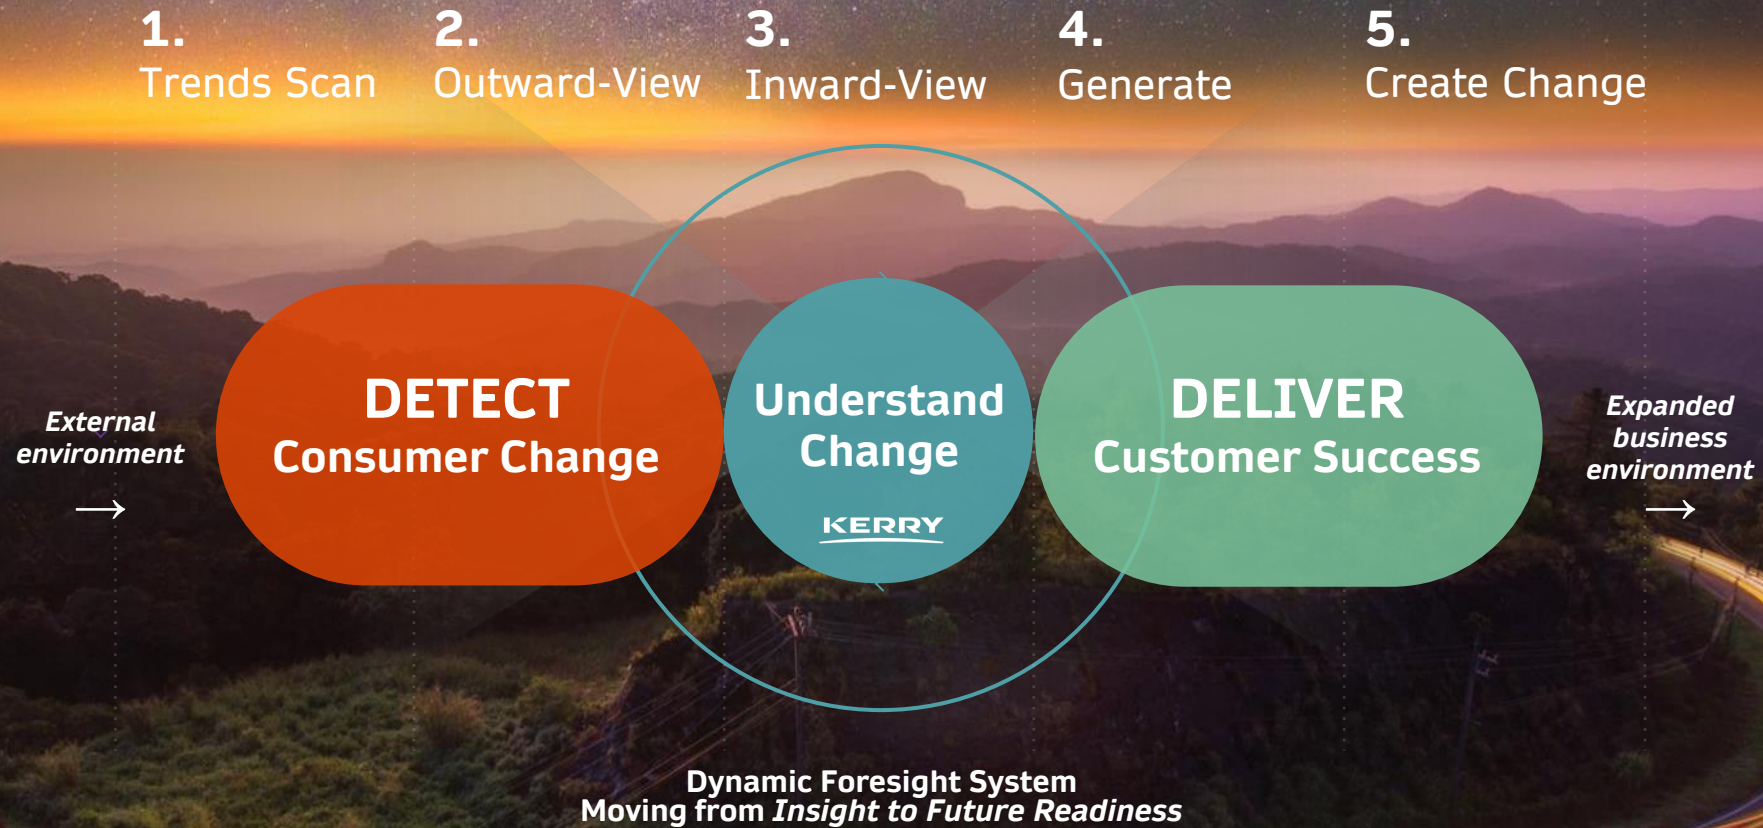 1.
Trends Scan
2.
Outward-View
3.
Inward-View
4.
Generate
5.
Create Change
External
environment
→
DETECT
Consumer Change
Understand
Change
KERRY
DELIVER
Customer Success
Expanded
business
environment
→
Dynamic Foresight System
Moving from Insight to Future Readiness